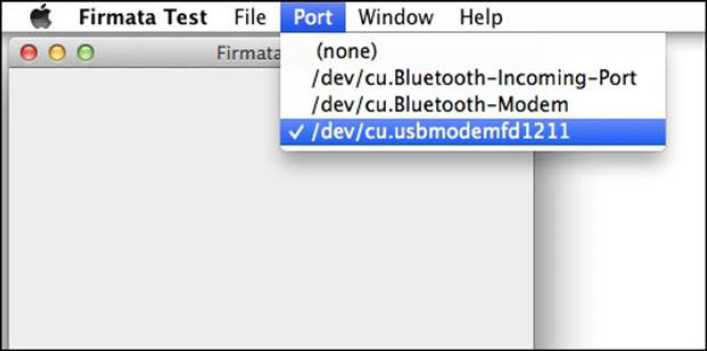 Firmata Test File Port Window Help
Firmata
(none)
/dev/cu.Bluetooth-Incoming-Port
/dev/cu.Bluetooth-Modem
✓ /dev/cu.usbmodemfd1211